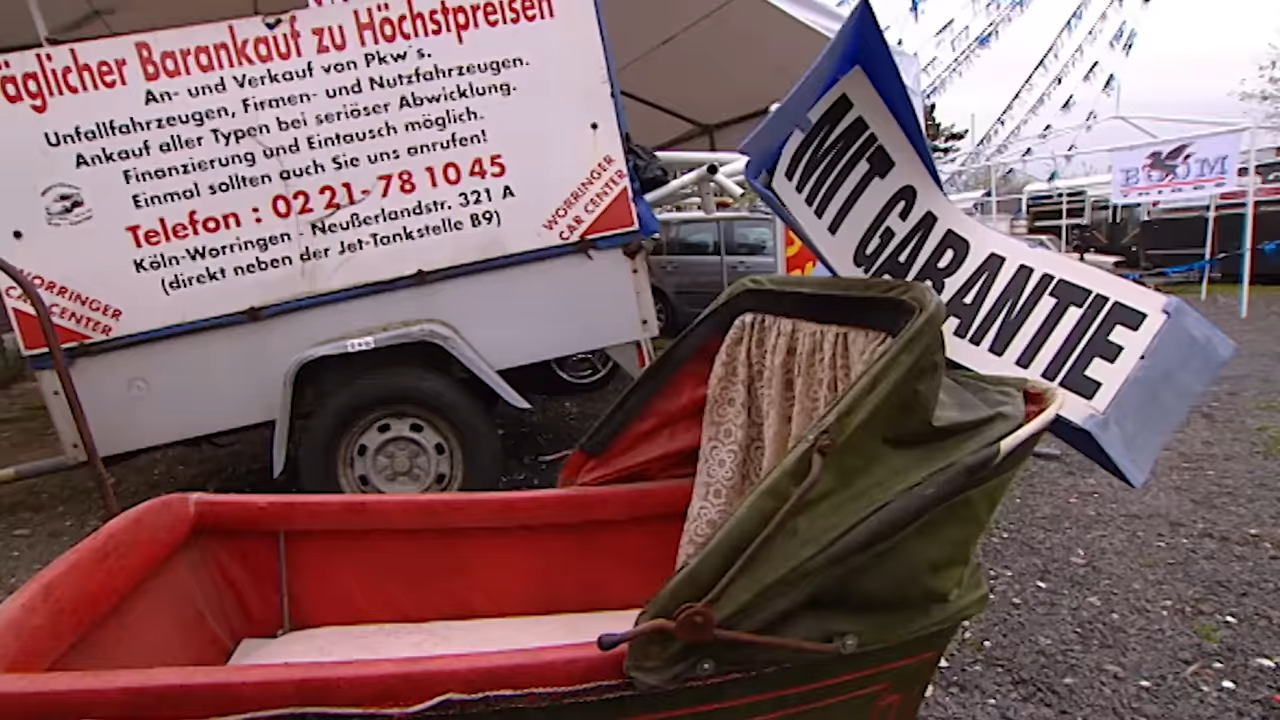 äglicher Barankauf zu Höchstpreisen
An- und Verkauf von Pkw's.
Unfallfahrzeugen, Firmen- und Nutzfahrzeugen.
Ankauf aller Typen bei seriöser Abwicklung.
Finanzierung und Eintausch möglich.
Einmal sollten auch Sie uns anrufen!
Telefon : 02 21- 78 10 45
Köln-Worringen - Neußerlandstr. 321 A
(direkt neben der Jet-Tankstelle B9)
WORRINGER
CAR CENTER
WORRINGER
CAR CENTER
MIT GARANTIE
BOOM